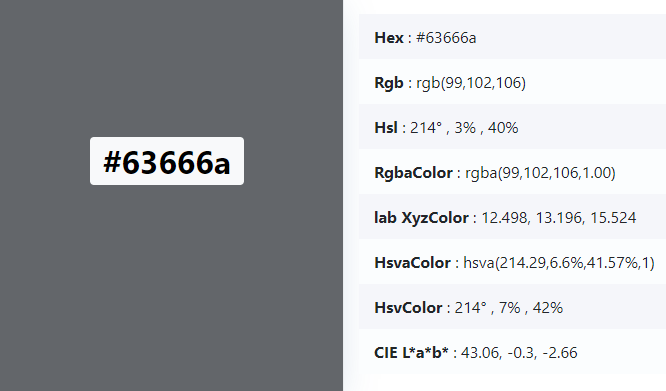 #63666a
Hex : #63666a
Rgb : rgb(99,102,106)
Hsl : 214° , 3% , 40%
RgbaColor : rgba(99,102,106,1.00)
lab XyzColor : 12.498, 13.196, 15.524
HsvaColor : hsva(214.29,6.6%,41.57%,1)
HsvColor : 214° , 7% , 42%
CIE L*a*b* : 43.06, -0.3, -2.66